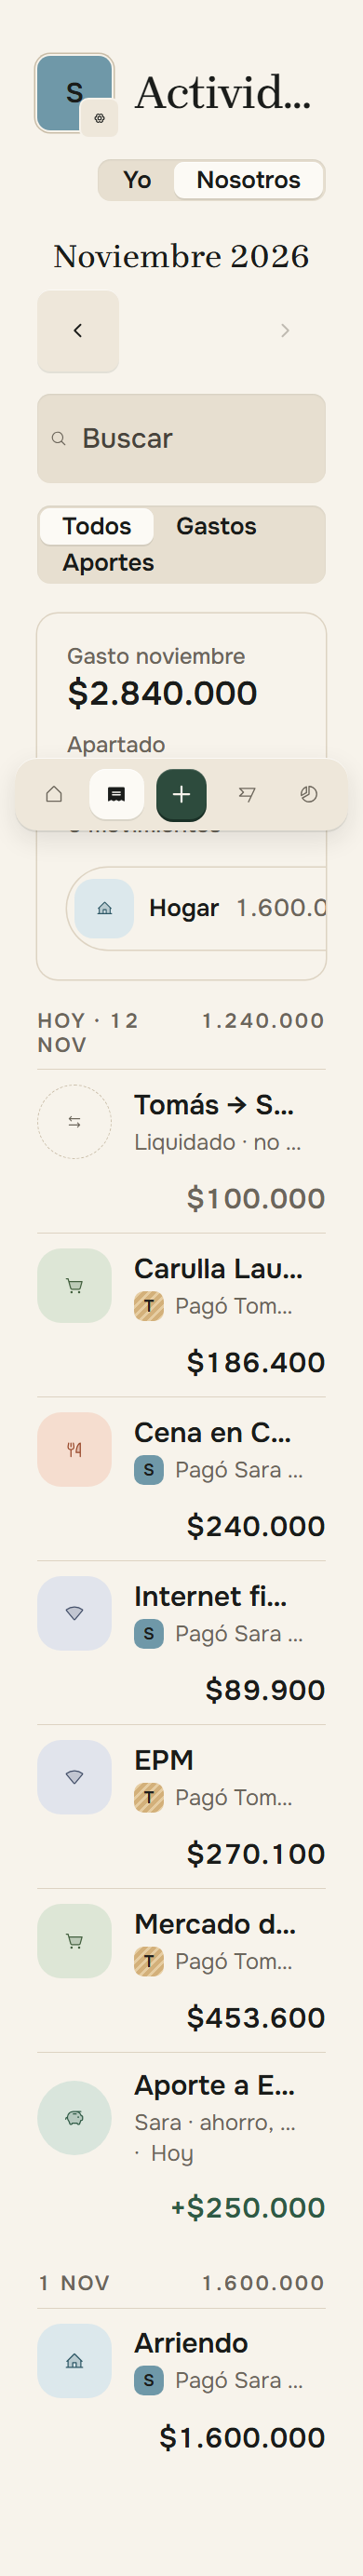 S
Activid...
Yo
Nosotros
Noviembre 2026
Buscar
Todos
Gastos
Aportes
Gasto noviembre
$2.840.000
Apartado
Hogar 1.600.0
HOY · 12 NOV
1.240.000
Tomás → S...
Liquidado · no ...
$100.000
Carulla Lau...
T Pagó Tom...
$186.400
Cena en C...
S Pagó Sara ...
$240.000
Internet fi...
S Pagó Sara ...
$89.900
EPM
T Pagó Tom...
$270.100
Mercado d...
T Pagó Tom...
$453.600
Aporte a E...
Sara · ahorro, ...
· Hoy
+$250.000
1 NOV
1.600.000
Arriendo
S Pagó Sara ...
$1.600.000